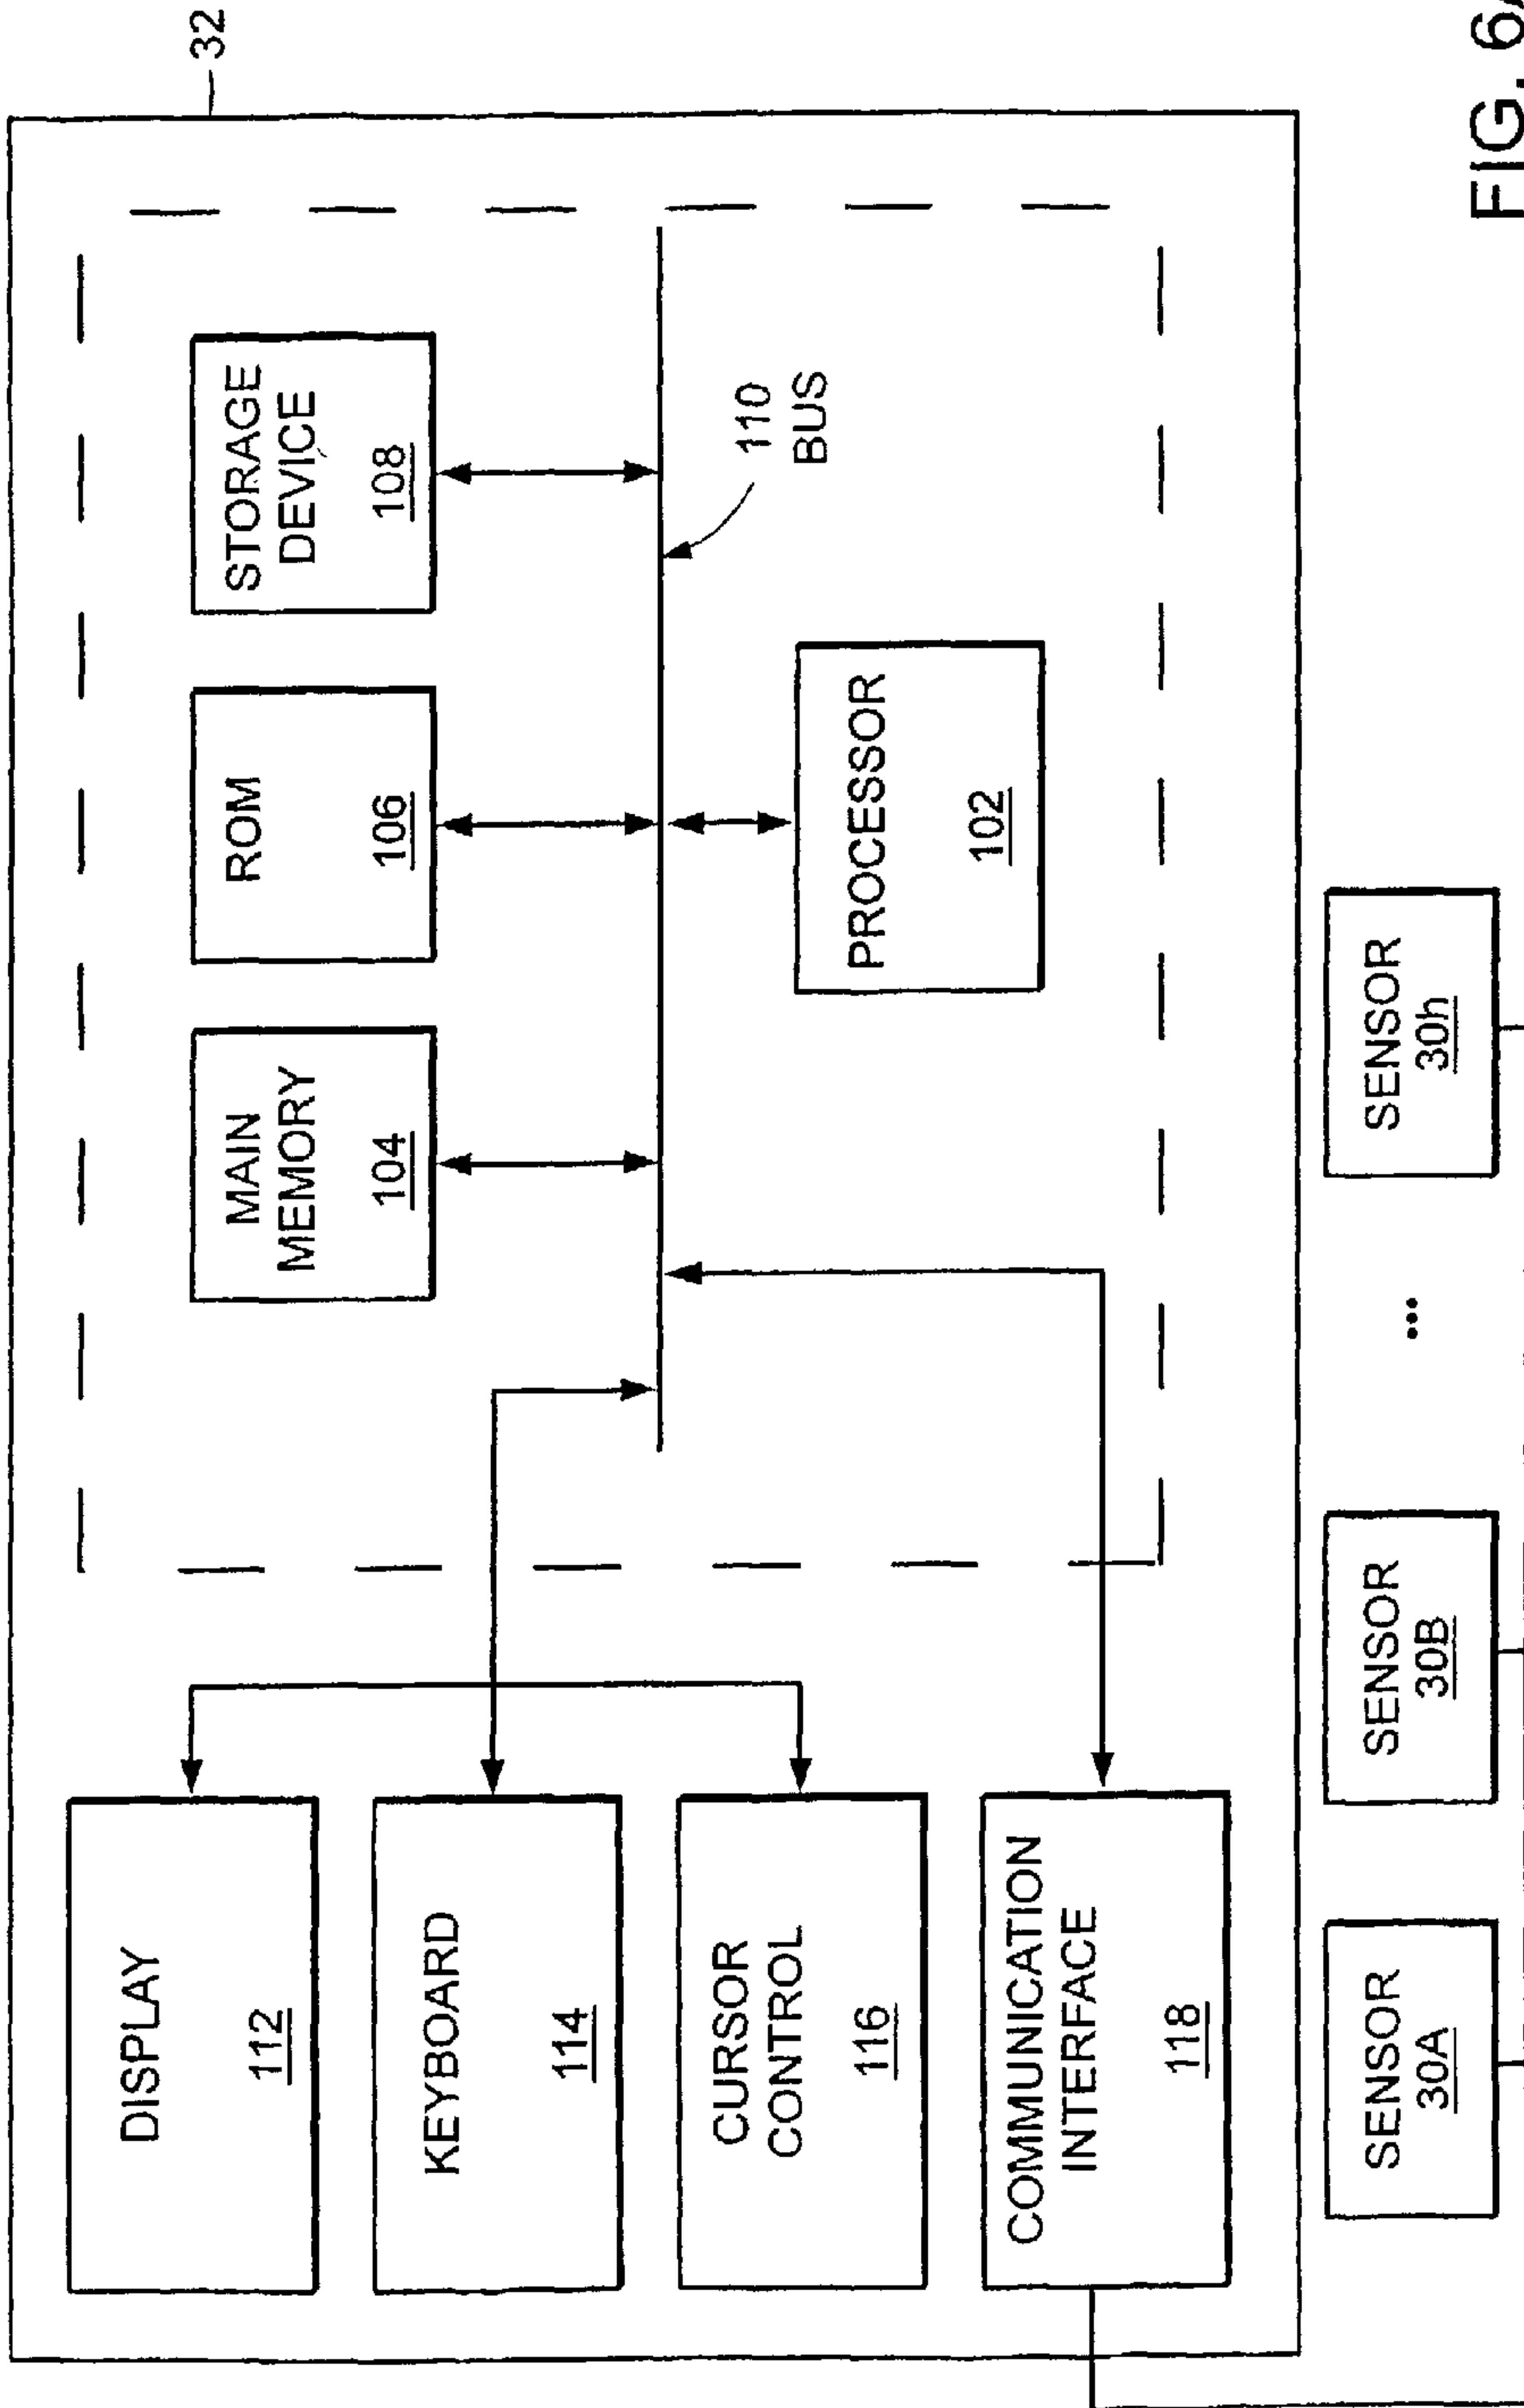 32
DISPLAY
112
KEYBOARD
114
CURSOR
CONTROL
116
COMMUNICATION
INTERFACE
118
MAIN
MEMORY
104
ROM
106
STORAGE
DEVICE
108
110
BUS
PROCESSOR
102
SENSOR
30A
SENSOR
30B
...
SENSOR
30h
FIG. 6